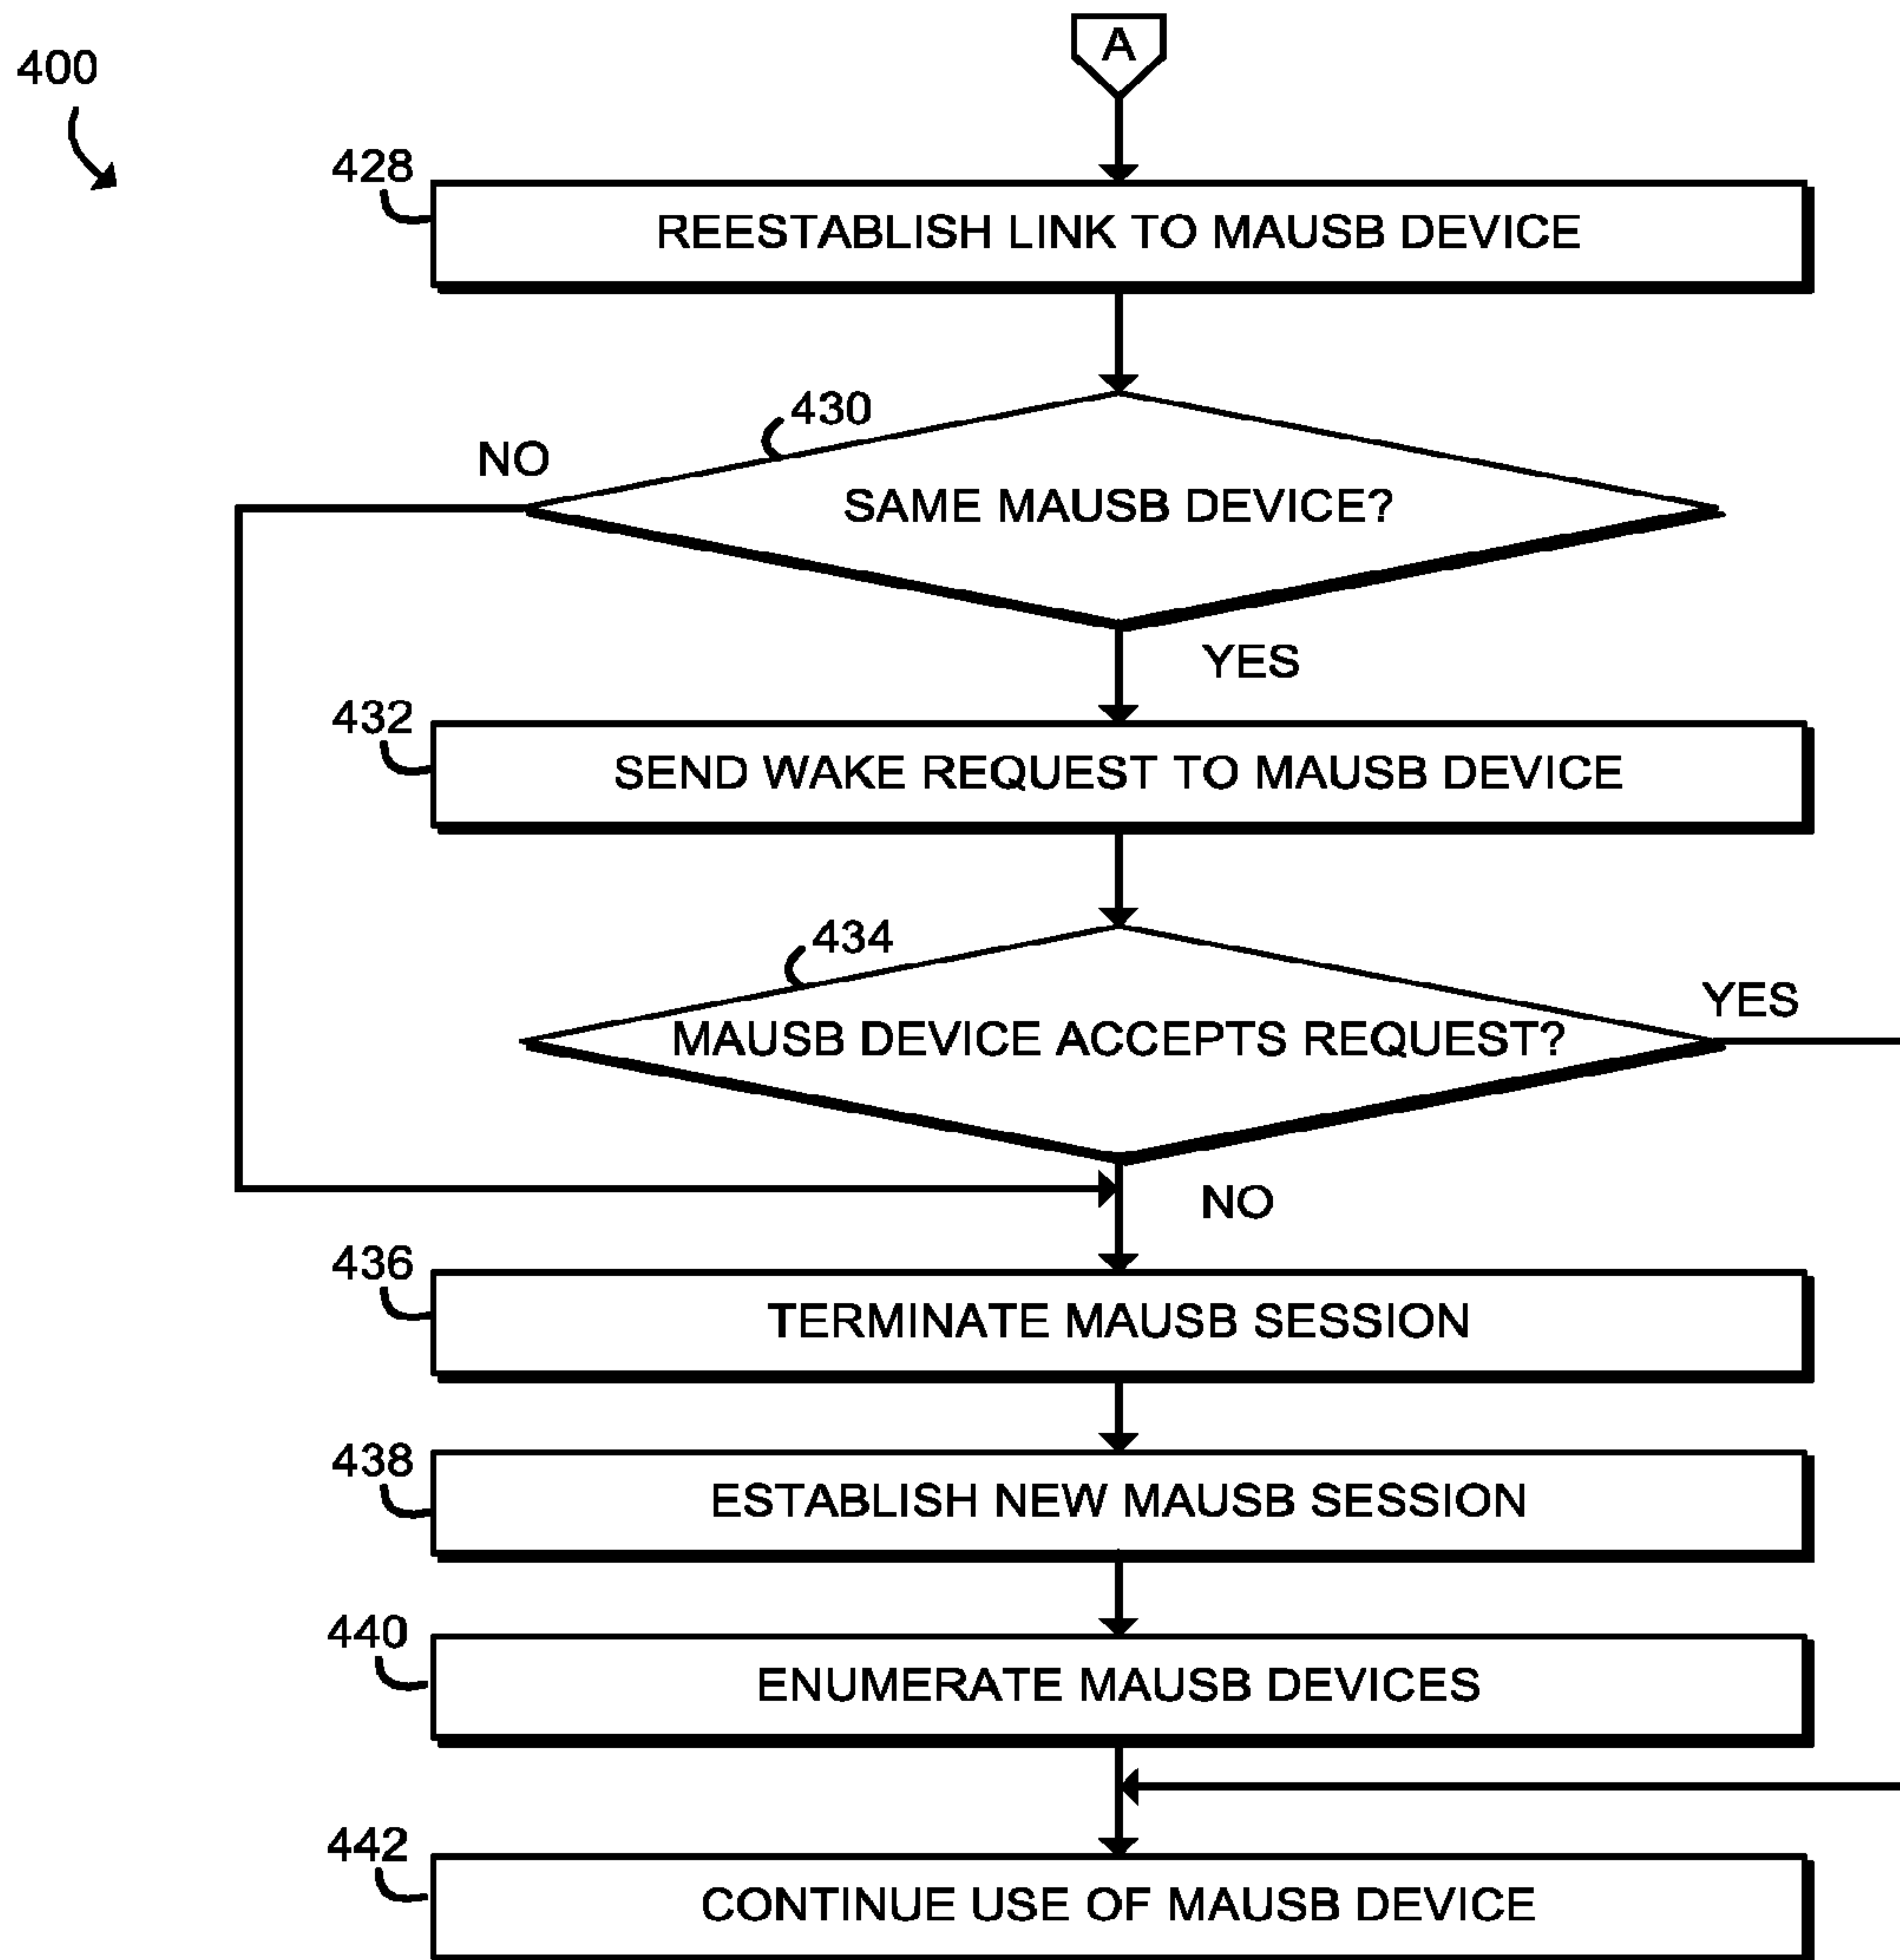 A
400
428
REESTABLISH LINK TO MAUSB DEVICE
430
NO
SAME MAUSB DEVICE?
YES
432
SEND WAKE REQUEST TO MAUSB DEVICE
434
YES
MAUSB DEVICE ACCEPTS REQUEST?
NO
436
TERMINATE MAUSB SESSION
438
ESTABLISH NEW MAUSB SESSION
440
ENUMERATE MAUSB DEVICES
442
CONTINUE USE OF MAUSB DEVICE